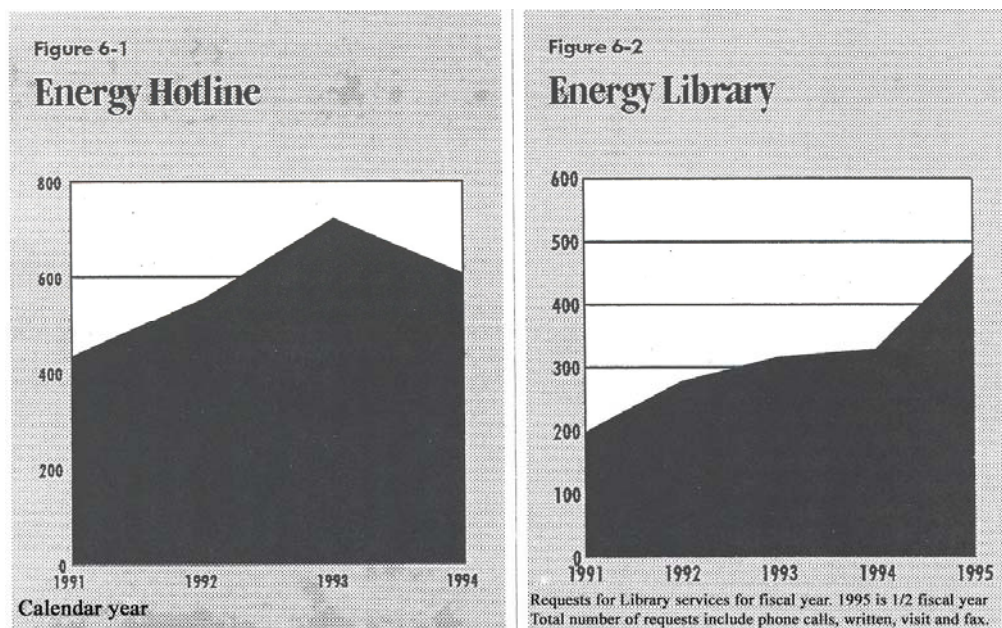 Figure 6-1
Energy Hotline
800
600
400
200
0
1991 1992 1993 1994
Calendar year
Figure 6-2
Energy Library
600
500
400
300
200
100
0
1991 1992 1993 1994 1995
Requests for Library services for fiscal year. 1995 is 1/2 fiscal year
Total number of requests include phone calls, written, visit and fax.